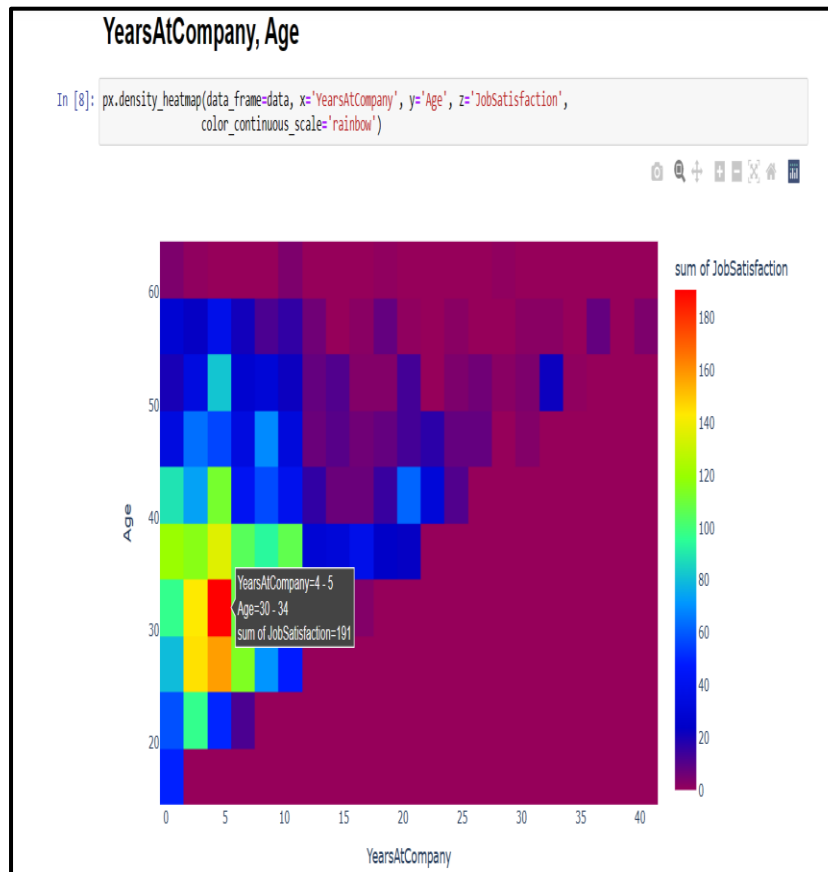 YearsAtCompany, Age
In [8]: px.density_heatmap(data_frame=data, x='YearsAtCompany', y='Age', z='JobSatisfaction',
color_continuous_scale='rainbow')
sum of JobSatisfaction
180
160
140
120
100
80
60
40
20
0
60
50
40
30
20
Age
YearsAtCompany=4 - 5
Age=30 - 34
sum of JobSatisfaction=191
0 5 10 15 20 25 30 35 40
YearsAtCompany